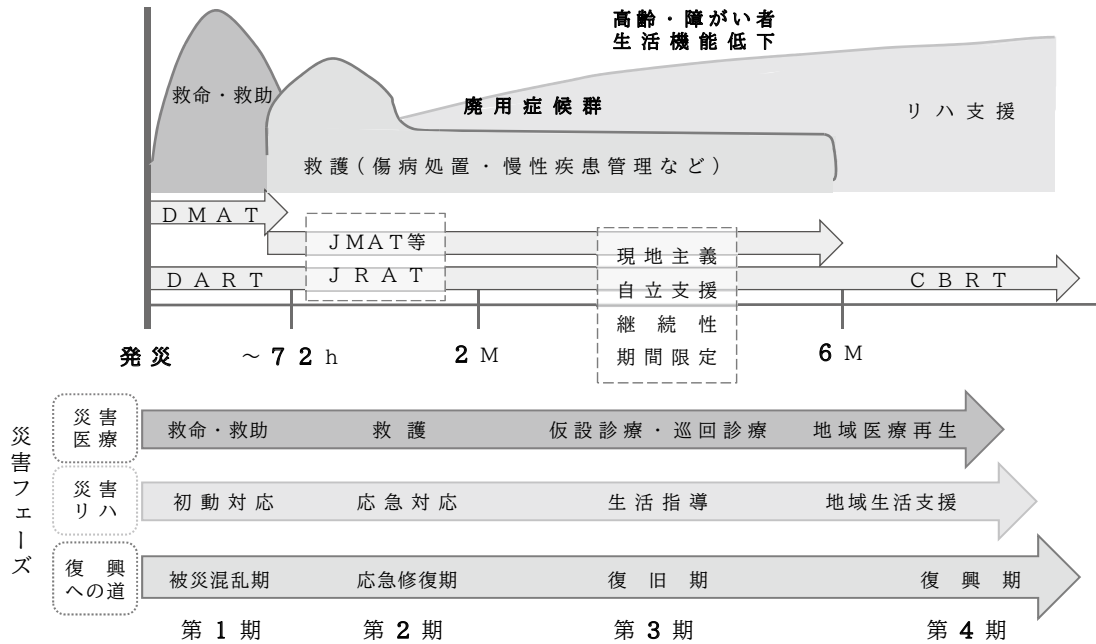 高齢・障がい者
生活機能低下
救命・救助
廃用症候群
リハ支援
救護(傷病処置・慢性疾患管理など)
DMAT
JMAT等
JRAT
DART
CBRT
現地主義
自立支援
継続性
期間限定
発災
～72h
2M
6M
災害フェーズ
災害
医療
救命・救助
救護
仮設診療・巡回診療
地域医療再生
災害
リハ
初動対応
応急対応
生活指導
地域生活支援
復興
への道
被災混乱期
応急修復期
復旧期
復興期
第1期
第2期
第3期
第4期